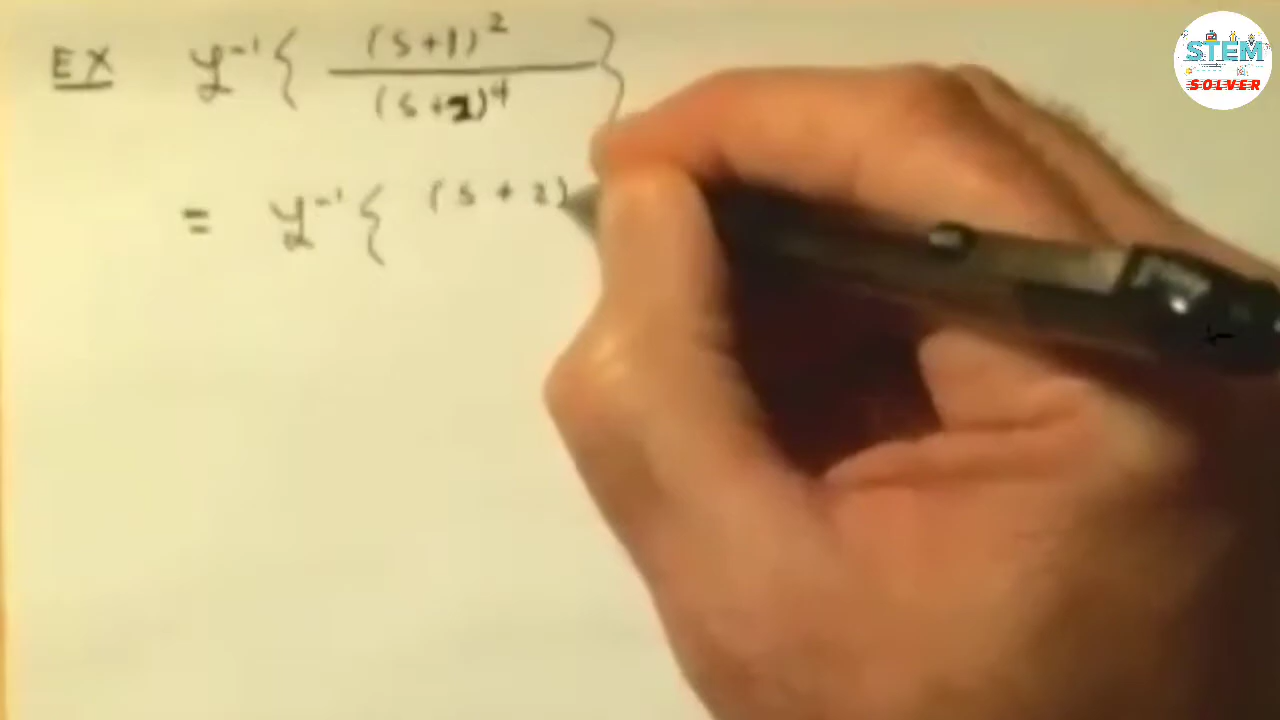 EX ℒ⁻¹{ (s+1)² / (s+2)⁴ }
= ℒ⁻¹{ (s + 2)
STEM
SOLVER